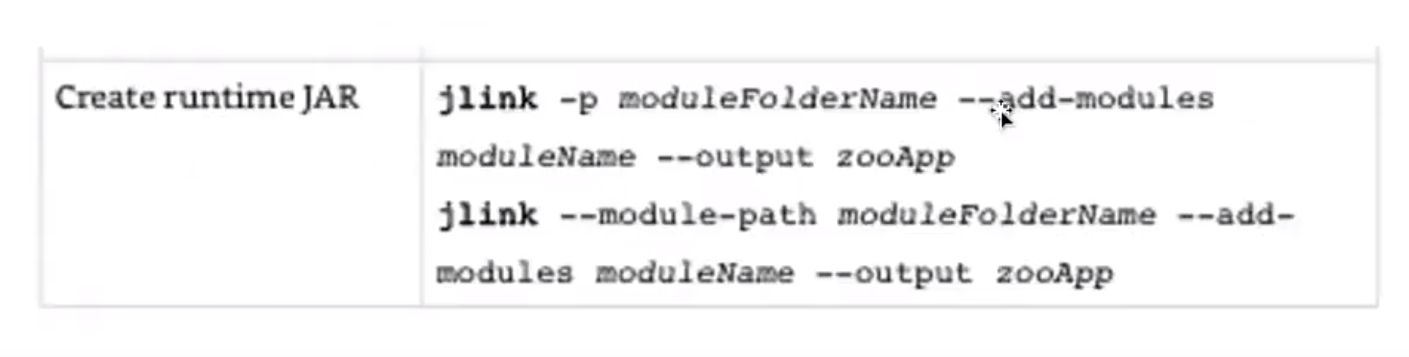 Create runtime JAR
jlink -p moduleFolderName --add-modules
moduleName --output zooApp
jlink --module-path moduleFolderName --add-
modules moduleName --output zooApp